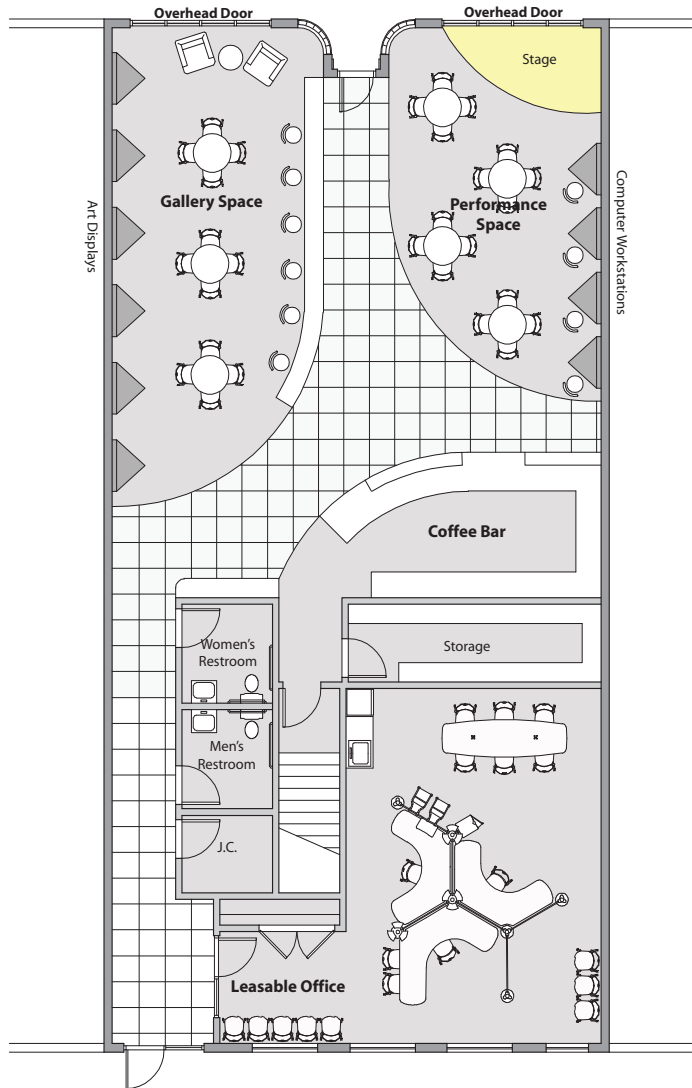 Overhead Door
Overhead Door
Stage
Art Displays
Gallery Space
Performance
Space
Computer Workstations
Coffee Bar
Women's
Restroom
Storage
Men's
Restroom
J.C.
Leasable Office